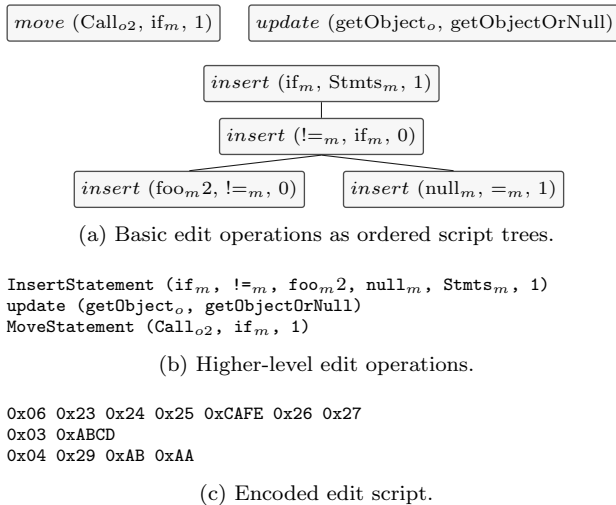 move (Call_o2, if_m, 1) update (getObject_o, getObjectOrNull)
insert (if_m, Stmts_m, 1)
insert (!=_m, if_m, 0)
insert (foo_m2, !=_m, 0) insert (null_m, =_m, 1)
(a) Basic edit operations as ordered script trees.
InsertStatement (if_m, !=_m, foo_m2, null_m, Stmts_m, 1)
update (getObject_o, getObjectOrNull)
MoveStatement (Call_o2, if_m, 1)
(b) Higher-level edit operations.
0x06 0x23 0x24 0x25 0xCAFE 0x26 0x27
0x03 0xABCD
0x04 0x29 0xAB 0xAA
(c) Encoded edit script.